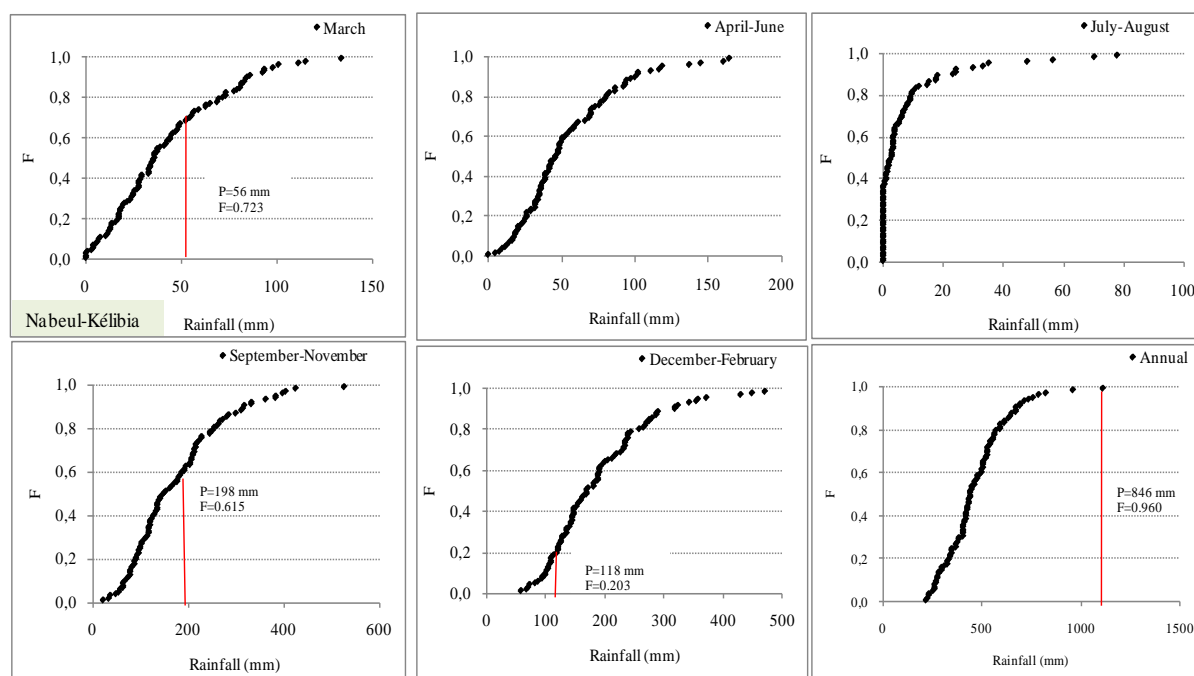 March
1,0
0,8
0,6
0,4
0,2
0,0
F
P=56 mm
F=0.723
0 50 100 150
Nabeul-Kélibia
Rainfall (mm)
April-June
1,0
0,8
0,6
0,4
0,2
0,0
F
0 50 100 150 200
Rainfall (mm)
July-August
1,0
0,8
0,6
0,4
0,2
0,0
F
0 20 40 60 80 100
Rainfall (mm)
September-November
1,0
0,8
0,6
0,4
0,2
0,0
F
P=198 mm
F=0.615
0 200 400 600
Rainfall (mm)
December-February
1,0
0,8
0,6
0,4
0,2
0,0
F
P=118 mm
F=0.203
0 100 200 300 400 500
Rainfall (mm)
Annual
1,0
0,8
0,6
0,4
0,2
0,0
F
P=846 mm
F=0.960
0 500 1000 1500
Rainfall (mm)